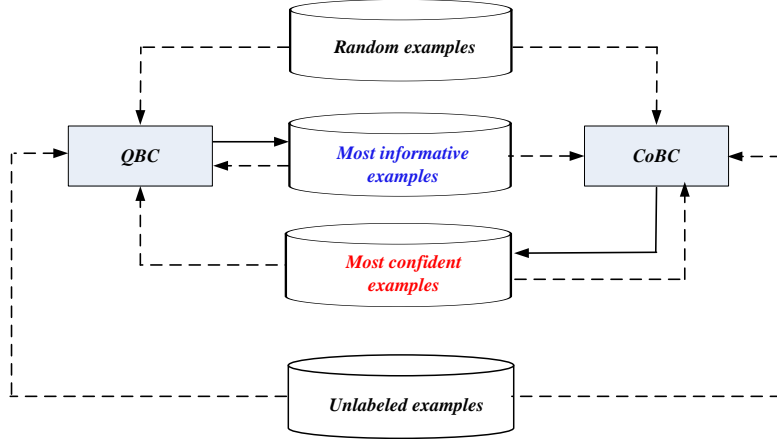 Random examples
QBC
Most informative
examples
CoBC
Most confident
examples
Unlabeled examples